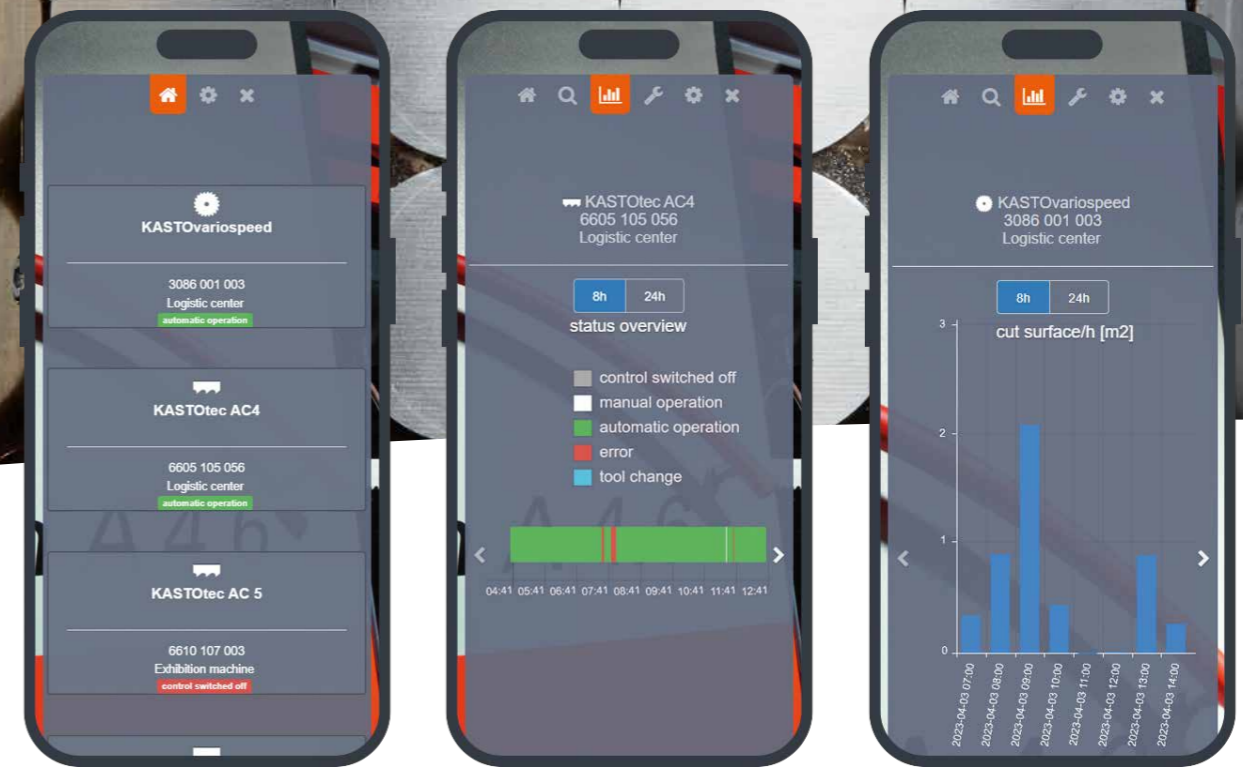 KASTOvariospeed
3086 001 003
Logistic center
automatic operation
KASTOtec AC4
6605 105 056
Logistic center
automatic operation
A 4 6
KASTOtec AC 5
6610 107 003
Exhibition machine
control switched off
KASTOtec AC4
6605 105 056
Logistic center
8h 24h
status overview
control switched off
manual operation
automatic operation
error
tool change
A 4 6
04:41 05:41 06:41 07:41 08:41 09:41 10:41 11:41 12:41
KASTOvariospeed
3086 001 003
Logistic center
8h 24h
cut surface/h [m2]
3
2
1
0
2023-04-03 07:00
2023-04-03 08:00
2023-04-03 09:00
2023-04-03 10:00
2023-04-03 11:00
2023-04-03 12:00
2023-04-03 13:00
2023-04-03 14:00